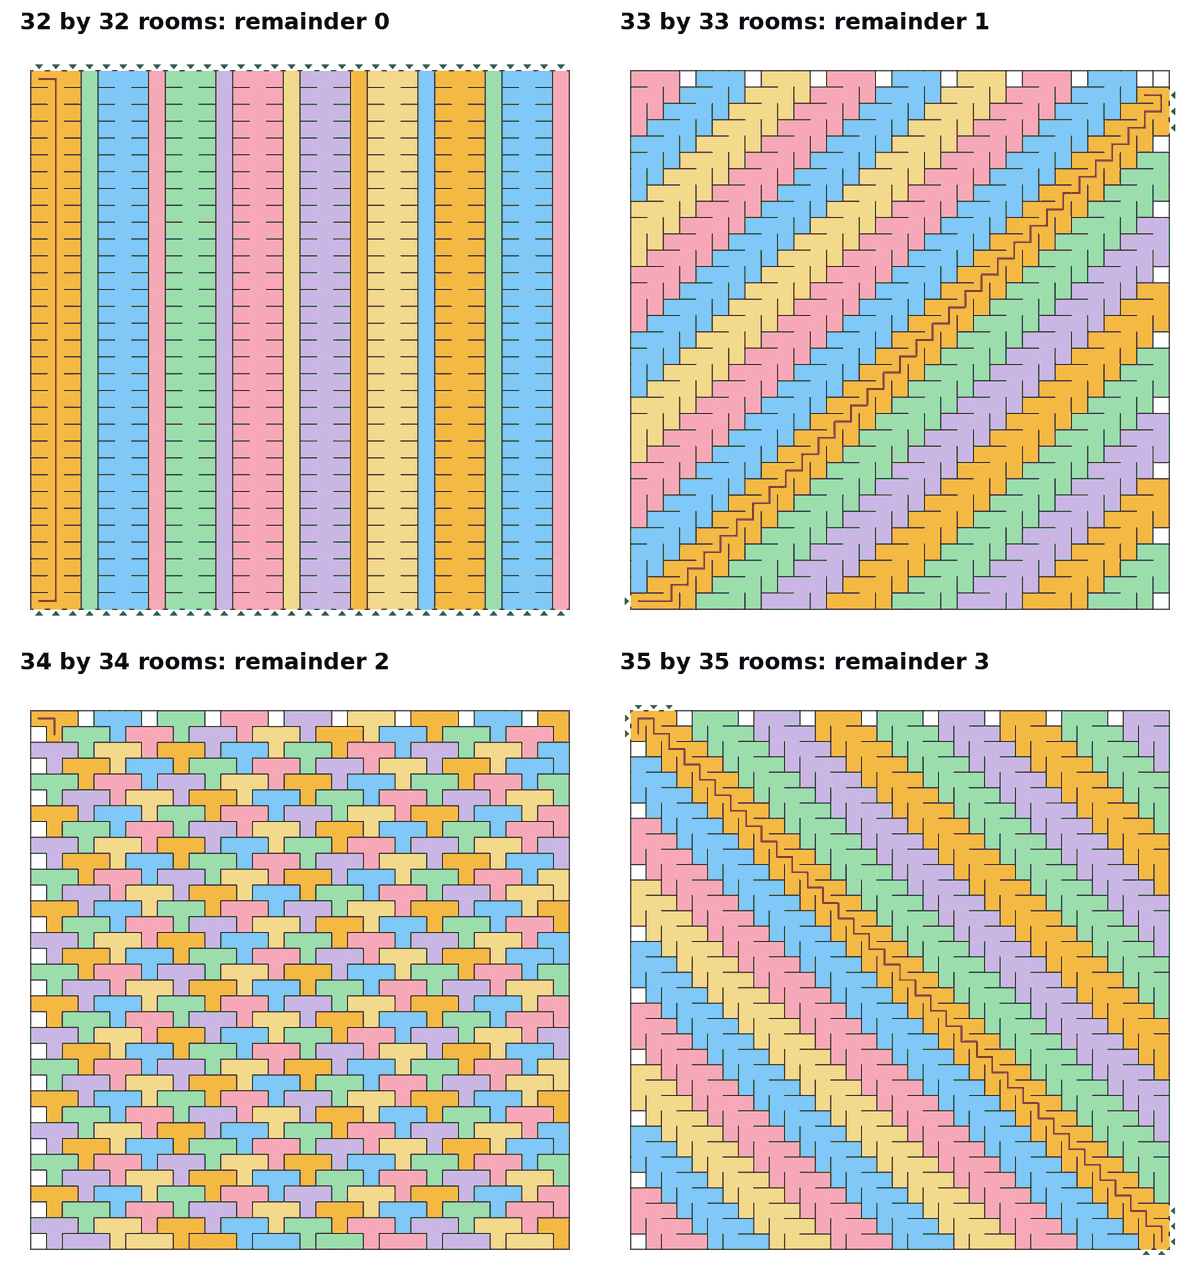 32 by 32 rooms: remainder 0
33 by 33 rooms: remainder 1
34 by 34 rooms: remainder 2
35 by 35 rooms: remainder 3